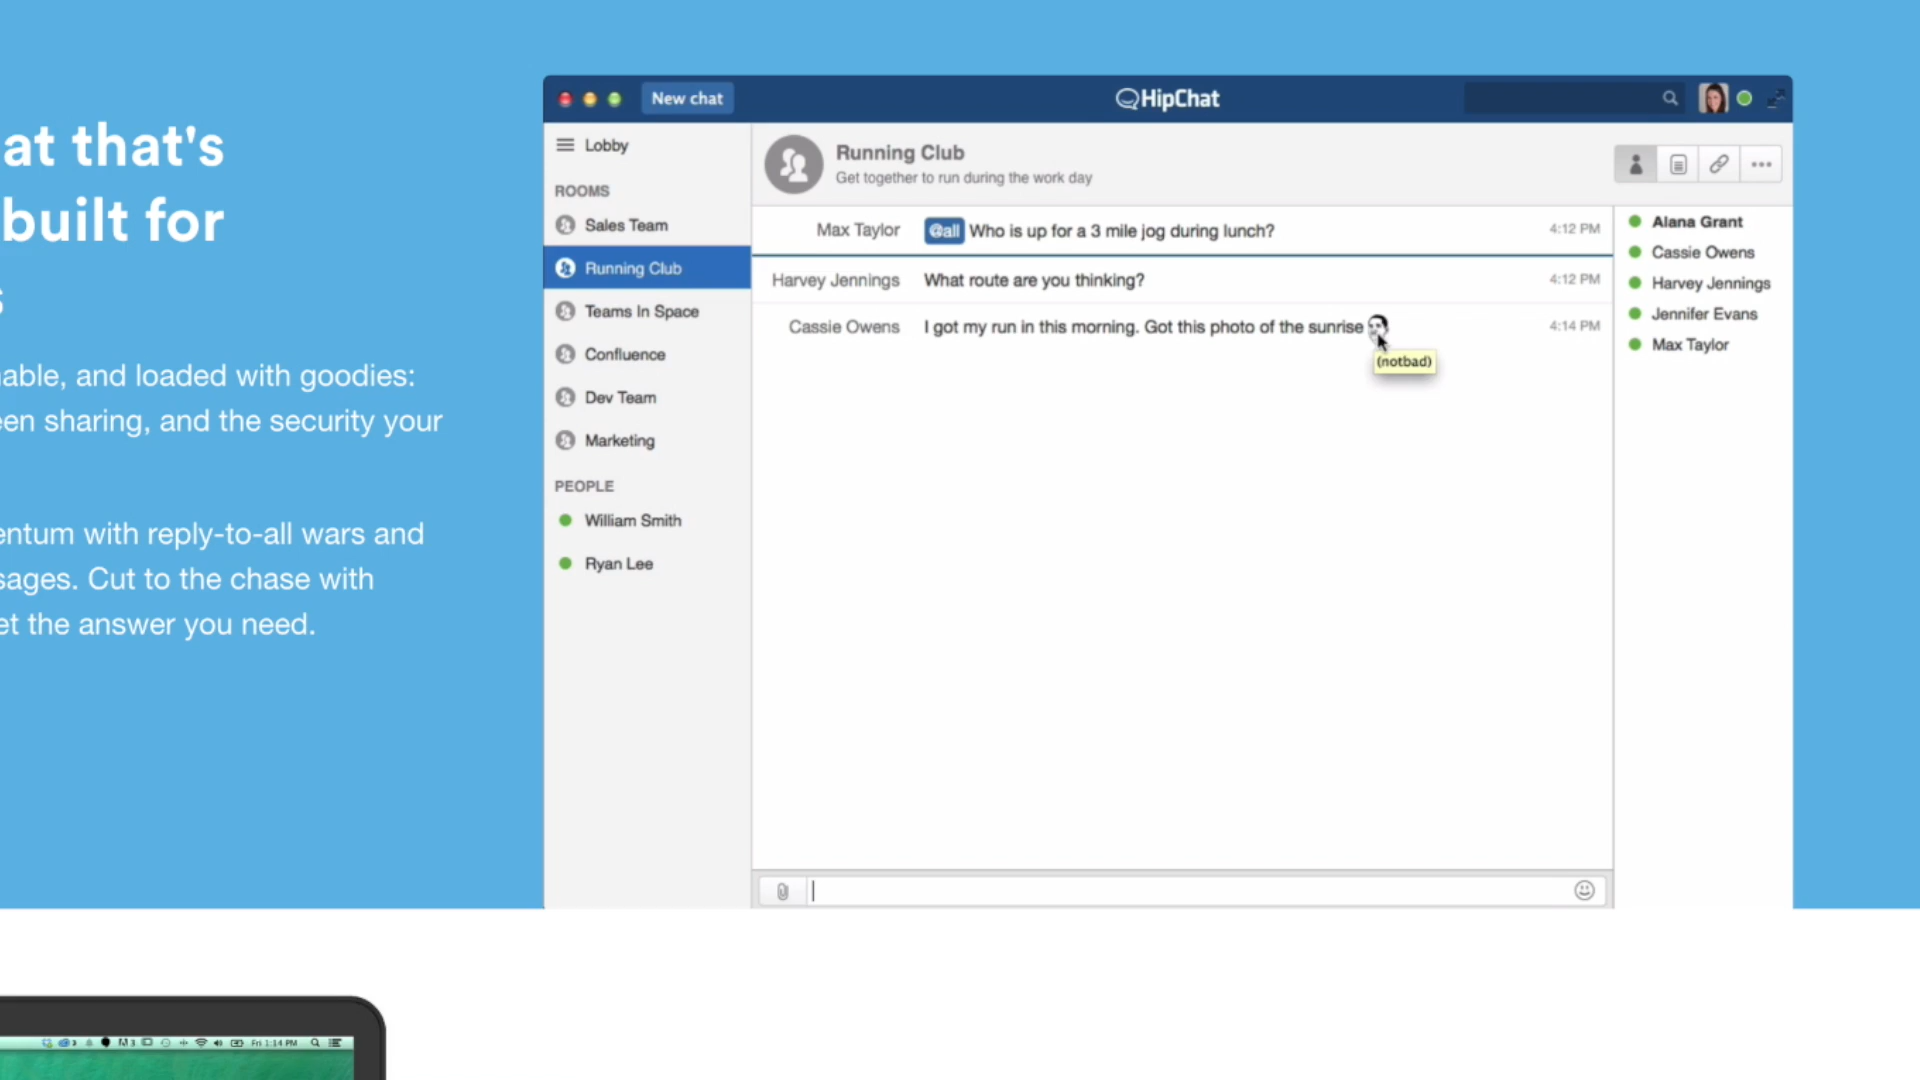 at that's
built for
s
able, and loaded with goodies:
een sharing, and the security your
entum with reply-to-all wars and
sages. Cut to the chase with
et the answer you need.
New chat
HipChat
Lobby
ROOMS
Sales Team
Running Club
Teams In Space
Confluence
Dev Team
Marketing
PEOPLE
William Smith
Ryan Lee
Running Club
Get together to run during the work day
Max Taylor @all Who is up for a 3 mile jog during lunch? 4:12 PM
Harvey Jennings What route are you thinking? 4:12 PM
Cassie Owens I got my run in this morning. Got this photo of the sunrise 4:14 PM
(notbad)
Alana Grant
Cassie Owens
Harvey Jennings
Jennifer Evans
Max Taylor
Fri 1:14 PM